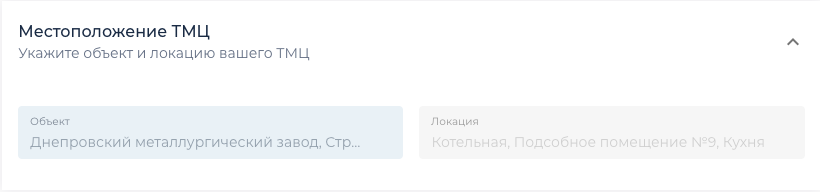 Местоположение ТМЦ
Укажите объект и локацию вашего ТМЦ
Объект
Днепровский металлургический завод, Стр...
Локация
Котельная, Подсобное помещение №9, Кухня